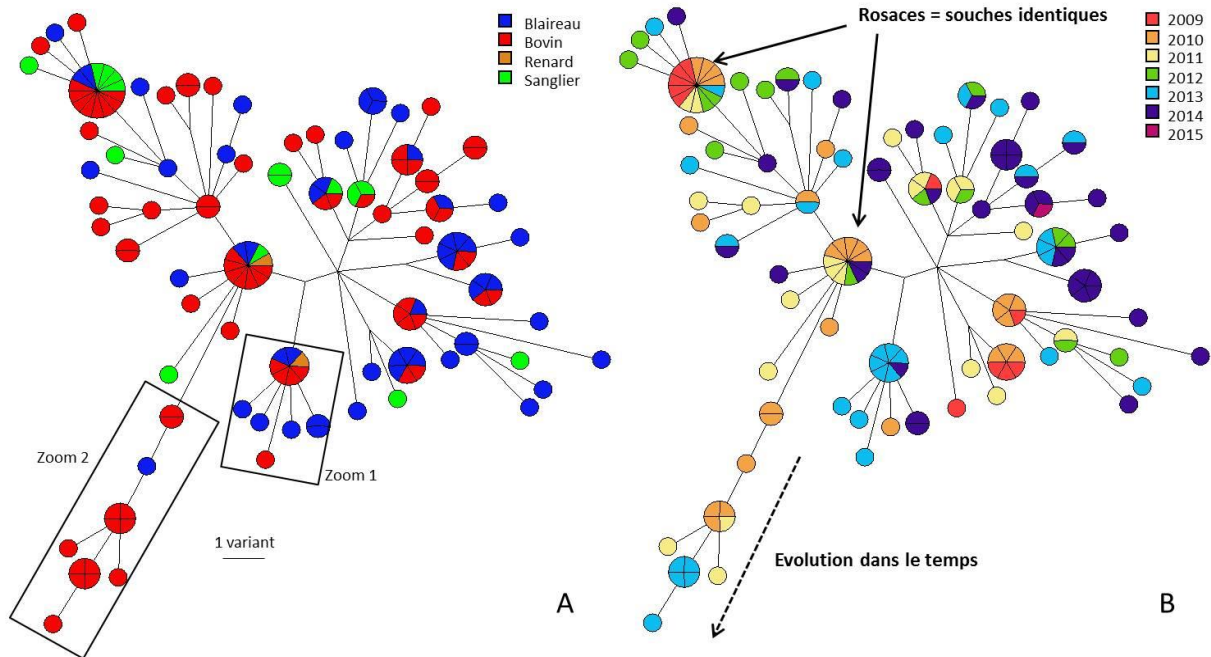 Blaireau
Bovin
Renard
Sanglier
Zoom 2
Zoom 1
1 variant
A
Rosaces = souches identiques
2009
2010
2011
2012
2013
2014
2015
Evolution dans le temps
B